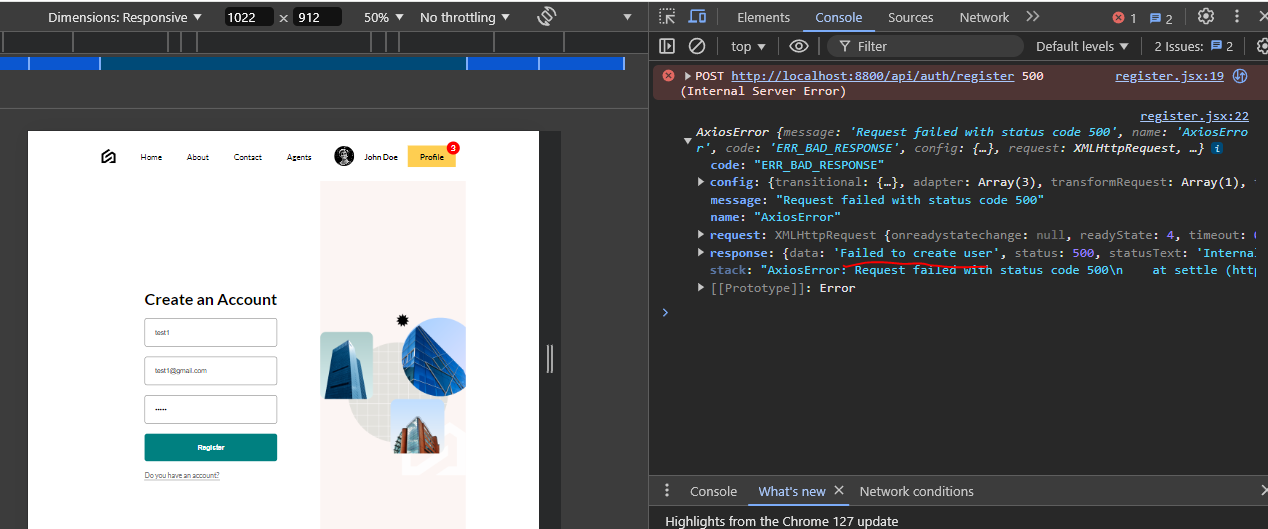 Dimensions: Responsive 1022 × 912 50% No throttling
Elements Console Sources Network 1 2
top Filter Default levels 2 Issues: 2
POST http://localhost:8800/api/auth/register 500 register.jsx:19
(Internal Server Error)
register.jsx:22
AxiosError {message: 'Request failed with status code 500', name: 'AxiosErro
r', code: 'ERR_BAD_RESPONSE', config: {…}, request: XMLHttpRequest, …}
code: "ERR_BAD_RESPONSE"
config: {transitional: {…}, adapter: Array(3), transformRequest: Array(1),
message: "Request failed with status code 500"
name: "AxiosError"
request: XMLHttpRequest {onreadystatechange: null, readyState: 4, timeout:
response: {data: 'Failed to create user', status: 500, statusText: 'Interna
stack: "AxiosError: Request failed with status code 500\n at settle (htt
[[Prototype]]: Error
Console What's new Network conditions
Highlights from the Chrome 127 update
Home About Contact Agents John Doe Profile 3
Create an Account
test1
test1@gmail.com
•••••
Register
Do you have an account?